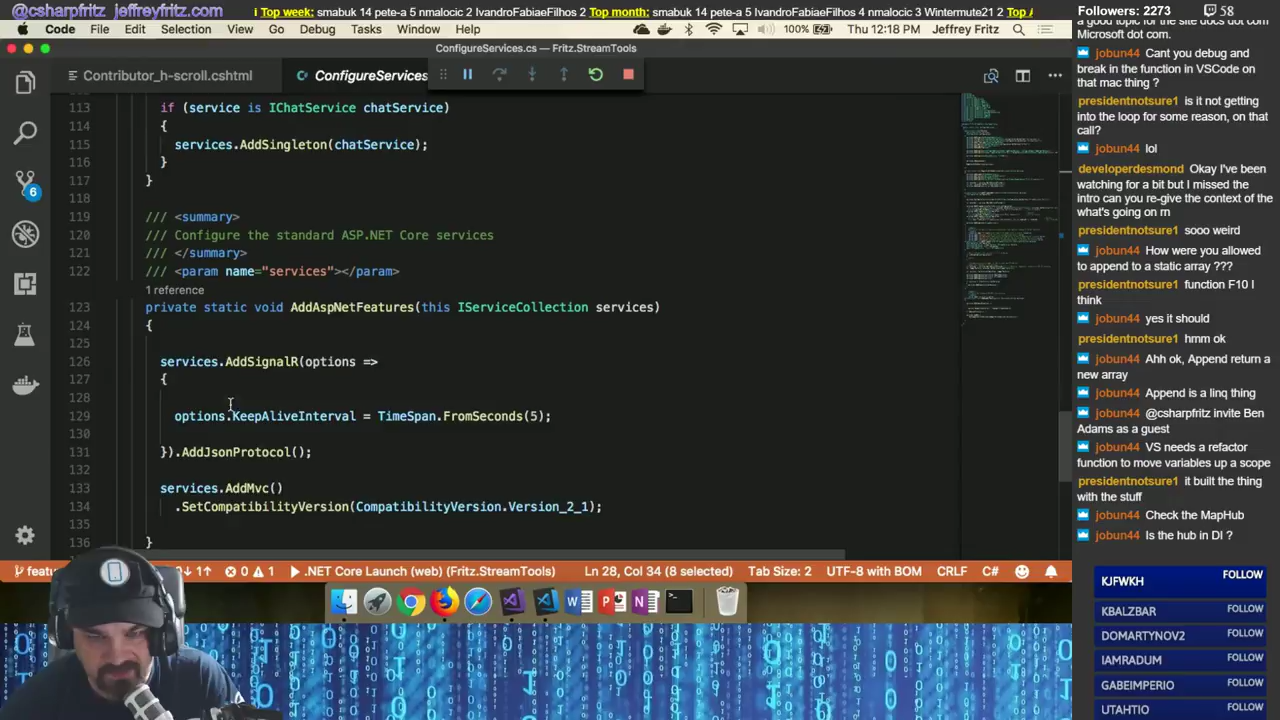 @csharpfritz jeffreyfritz.com
Top week: smabuk 14 pete-a 5 nmalocic 2 IvandroFabiaeFilhos 2 Top month: smabuk 14 pete-a 5 IvandroFabiaeFilhos 4 nmalocic 3 Wintermute21 2
Followers: 2273
58
Code File Edit Selection View Go Debug Tasks Window Help
100% Thu 12:18 PM Jeffrey Fritz
ConfigureServices.cs — Fritz.StreamTools
Contributor_h-scroll.cshtml
ConfigureServices
113 if (service is IChatService chatService)
114 {
115 services.AddSingleton(chatService);
116 }
117 }
118
119 /// <summary>
120 /// Configure the standard ASP.NET Core services
121 /// </summary>
122 /// <param name="services"></param>
1 reference
123 private static void AddAspNetFeatures(this IServiceCollection services)
124 {
125
126 services.AddSignalR(options =>
127 {
128
129 options.KeepAliveInterval = TimeSpan.FromSeconds(5);
130
131 }).AddJsonProtocol();
132
133 services.AddMvc()
134 .SetCompatibilityVersion(CompatibilityVersion.Version_2_1);
135
}
6
featu
1↑
0
1
.NET Core Launch (web) (Fritz.StreamTools)
Ln 28, Col 34 (8 selected)
Tab Size: 2
UTF-8 with BOM
CRLF
C#
a good topic for the site docs dot com
Microsoft dot com.
jobun44 Cant you debug and
break in the function in VSCode on
that mac thing ?
presidentnotsure1 is it not getting
into the loop for some reason, on that
call?
jobun44 lol
developerdesmond Okay I've been
watching for a bit but I missed the
intro can you re-give the context for
what's going on?
presidentnotsure1 sooo weird
jobun44 How were you allowed
to append to that array ???
presidentnotsure1 function F-10 I
think
jobun44 yes it should
presidentnotsure1 hmm ok
jobun44 Ahh ok, Append return a
new array
jobun44 Append is a linq thing
jobun44 @csharpfritz invite Ben
Adams as a guest
jobun44 VS needs a refactor
function to move variables up a scope
presidentnotsure1 it built the thing
with the stuff
jobun44 Check the MapHub
jobun44 Is the hub in DI ?
KJFWKH FOLLOW
KBALZBAR FOLLOW
DOMARTYNOV2 FOLLOW
IAMRADUM FOLLOW
GABEIMPERIO FOLLOW
UTAHTIO FOLLOW